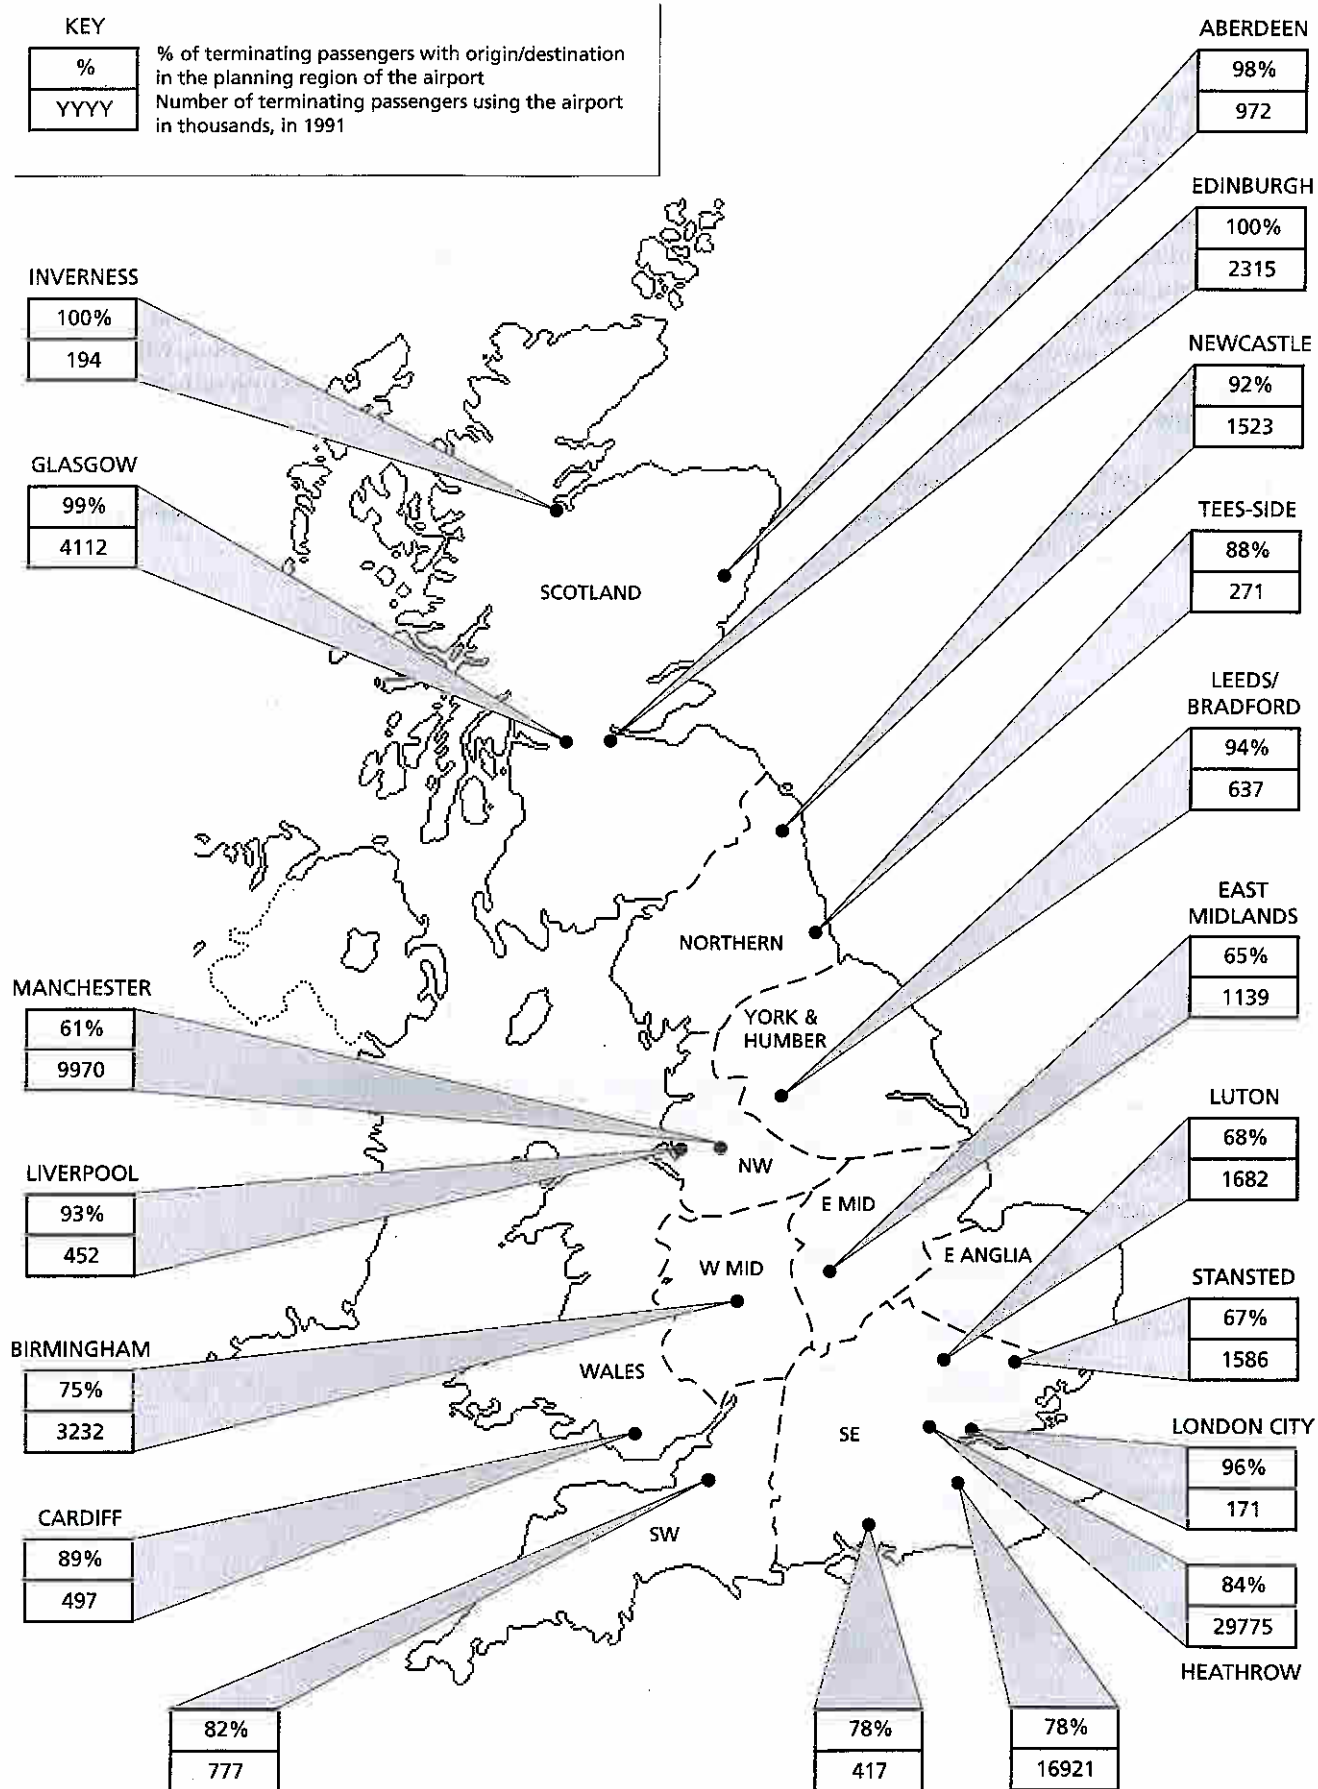 KEY
%
YYYY
% of terminating passengers with origin/destination
in the planning region of the airport
Number of terminating passengers using the airport
in thousands, in 1991
ABERDEEN
98%
972
EDINBURGH
100%
2315
INVERNESS
100%
194
NEWCASTLE
92%
1523
GLASGOW
99%
4112
TEES-SIDE
88%
271
SCOTLAND
LEEDS/
BRADFORD
94%
637
EAST
MIDLANDS
65%
1139
NORTHERN
MANCHESTER
61%
9970
YORK &
HUMBER
LUTON
68%
1682
LIVERPOOL
93%
452
NW
E MID
E ANGLIA
W MID
STANSTED
67%
1586
BIRMINGHAM
75%
3232
WALES
SE
LONDON CITY
96%
171
CARDIFF
89%
497
SW
84%
29775
HEATHROW
82%
777
78%
417
78%
16921